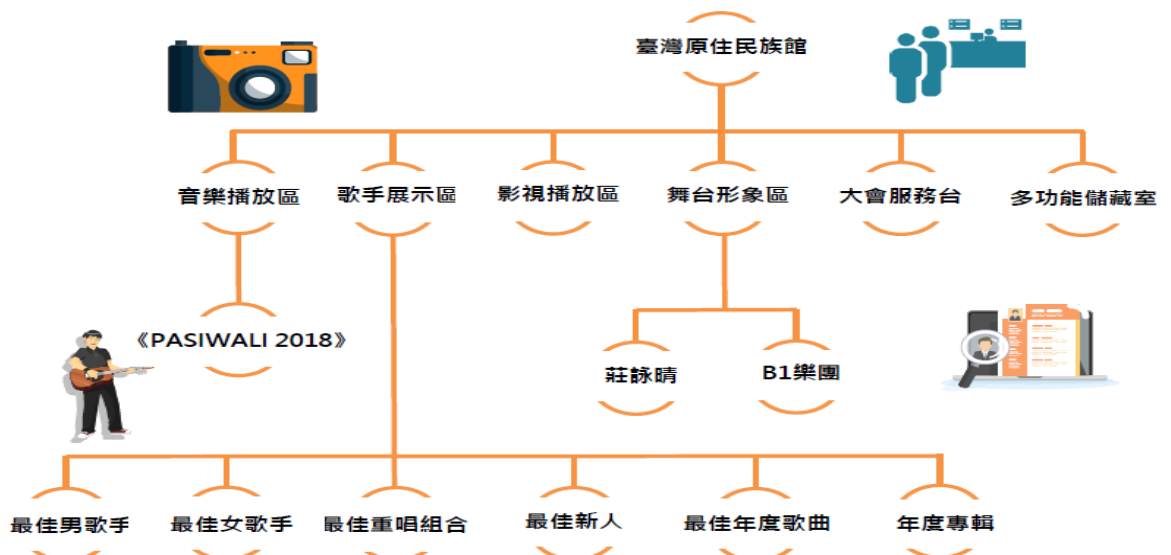 臺灣原住民族館
音樂播放區
歌手展示區
影視播放區
舞台形象區
大會服務台
多功能儲藏室
《PASIWALI 2018》
莊詠晴
B1樂團
最佳男歌手
最佳女歌手
最佳重唱組合
最佳新人
最佳年度歌曲
年度專輯